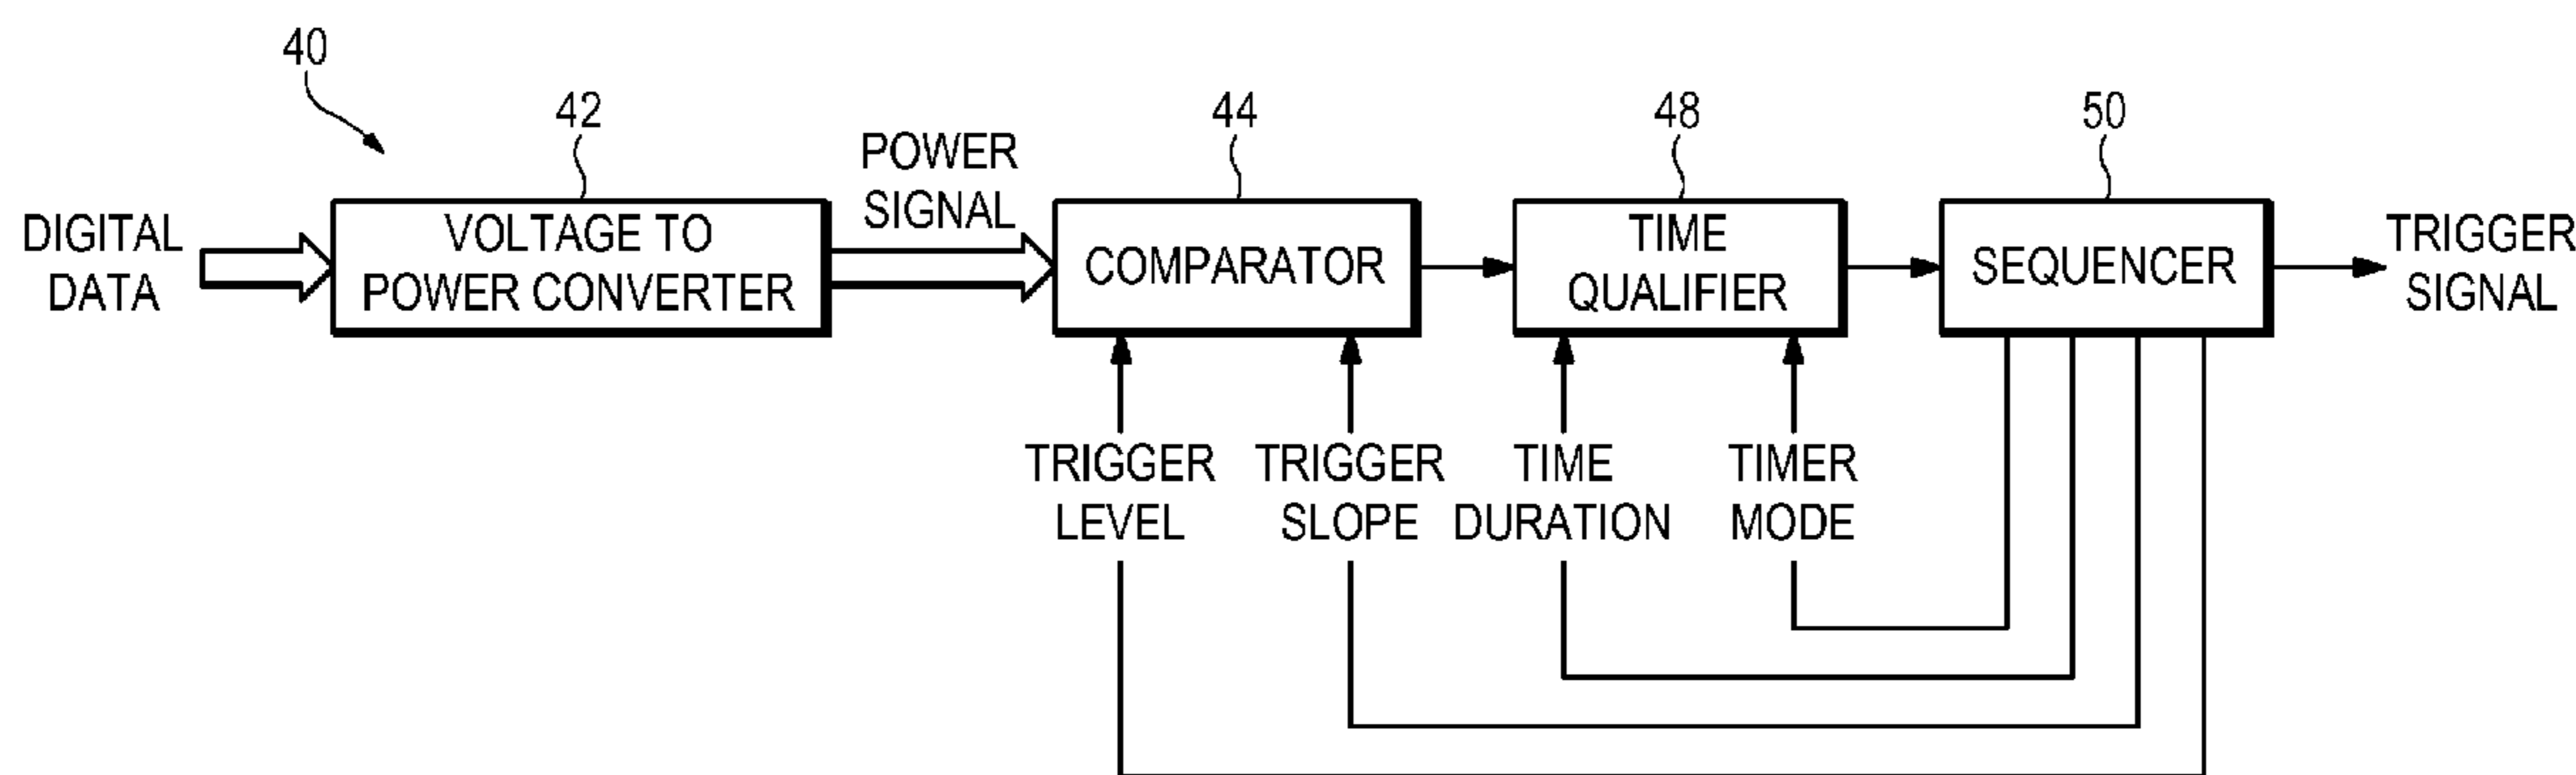 40
42
44
48
50
DIGITAL
DATA
VOLTAGE TO
POWER CONVERTER
POWER
SIGNAL
COMPARATOR
TIME
QUALIFIER
SEQUENCER
TRIGGER
SIGNAL
TRIGGER
LEVEL
TRIGGER
SLOPE
TIME
DURATION
TIMER
MODE